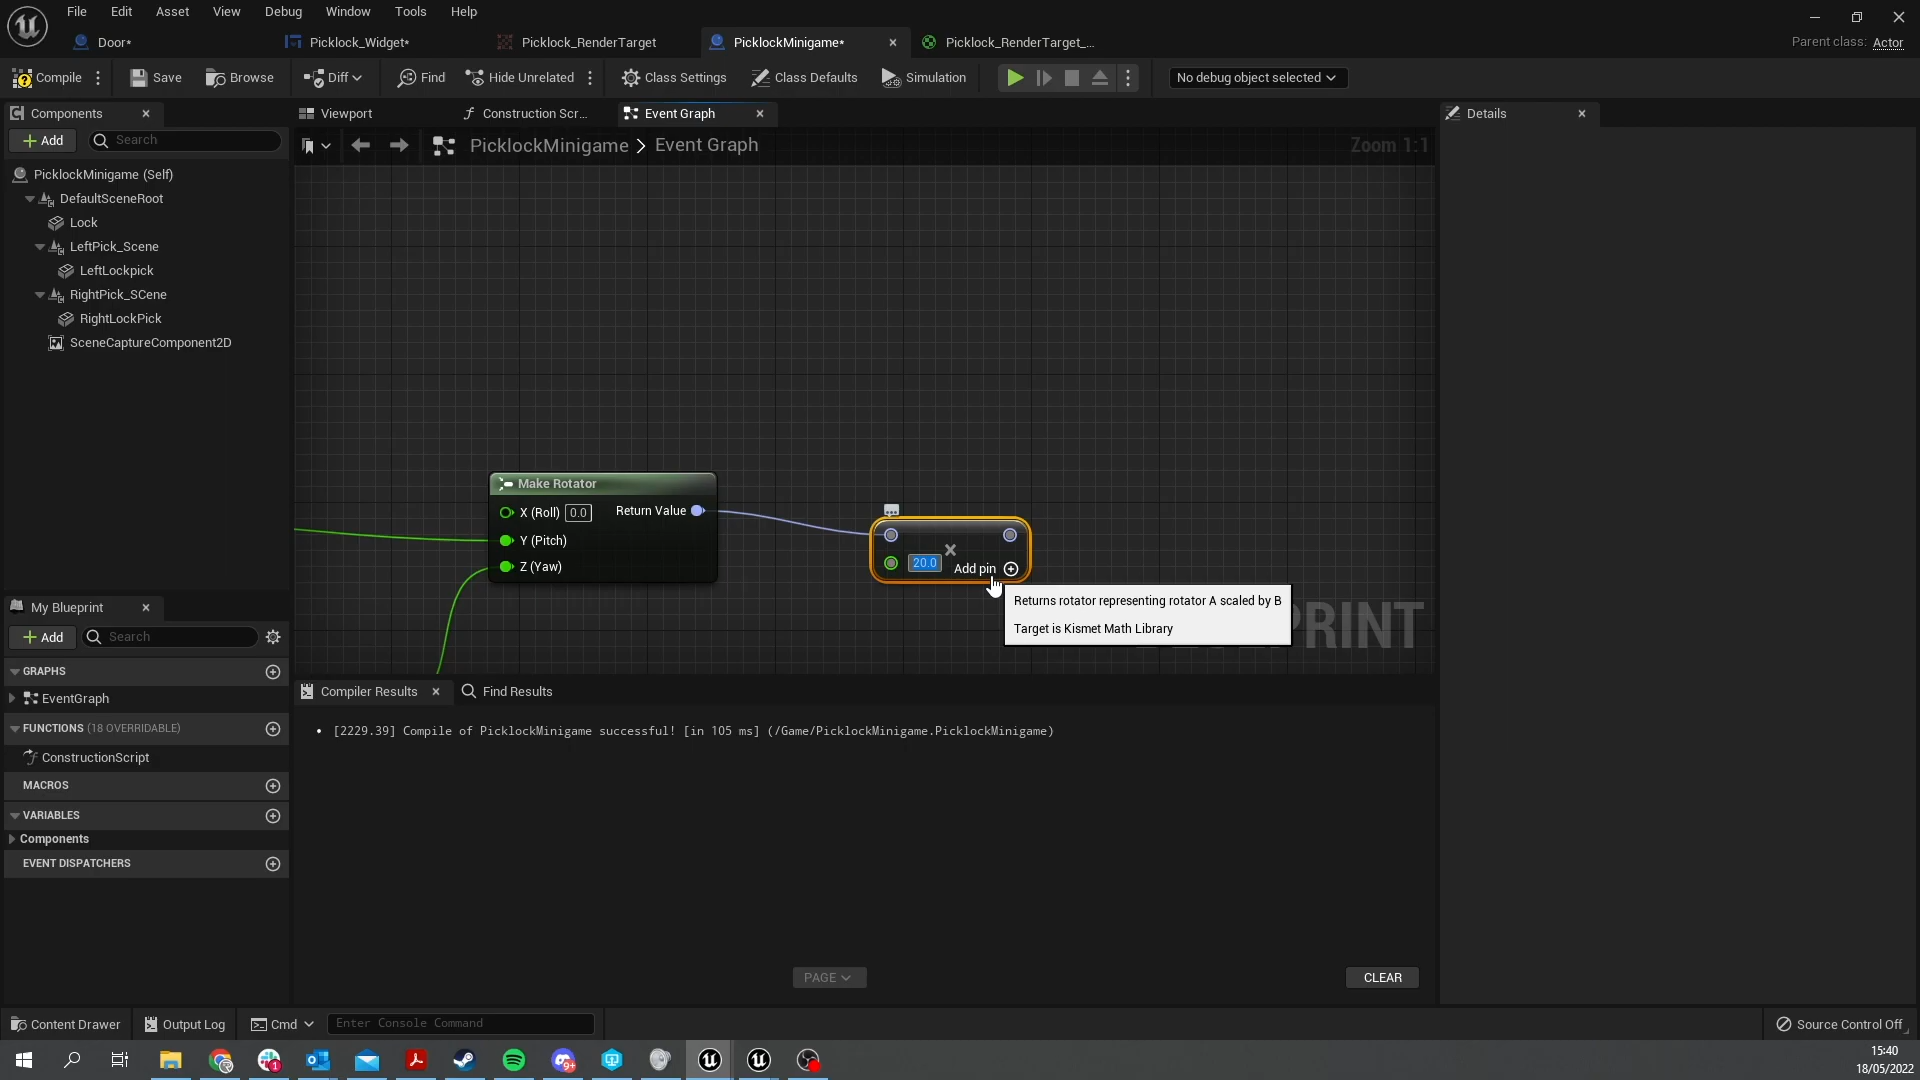 File Edit Asset View Debug Window Tools Help
Door* Picklock_Widget* Picklock_RenderTarget PicklockMinigame* Picklock_RenderTarget_...
Parent class: Actor
Compile Save Browse Diff Find Hide Unrelated Class Settings Class Defaults Simulation No debug object selected
Components Viewport Construction Scr... Event Graph Details
Add Search
PicklockMinigame > Event Graph Zoom 1:1
PicklockMinigame (Self)
DefaultSceneRoot
Lock
LeftPick_Scene
LeftLockpick
RightPick_SCene
RightLockPick
SceneCaptureComponent2D
Make Rotator
X (Roll) 0.0 Return Value
Y (Pitch)
Z (Yaw)
20.0 Add pin
Returns rotator representing rotator A scaled by B
Target is Kismet Math Library
PRINT
My Blueprint
Add Search
GRAPHS
EventGraph
FUNCTIONS (18 OVERRIDABLE)
ConstructionScript
MACROS
VARIABLES
Components
EVENT DISPATCHERS
Compiler Results Find Results
[2229.39] Compile of PicklockMinigame successful! [in 105 ms] (/Game/PicklockMinigame.PicklockMinigame)
PAGE CLEAR
Content Drawer Output Log Cmd Enter Console Command Source Control Off
9+
1
15:40
18/05/2022